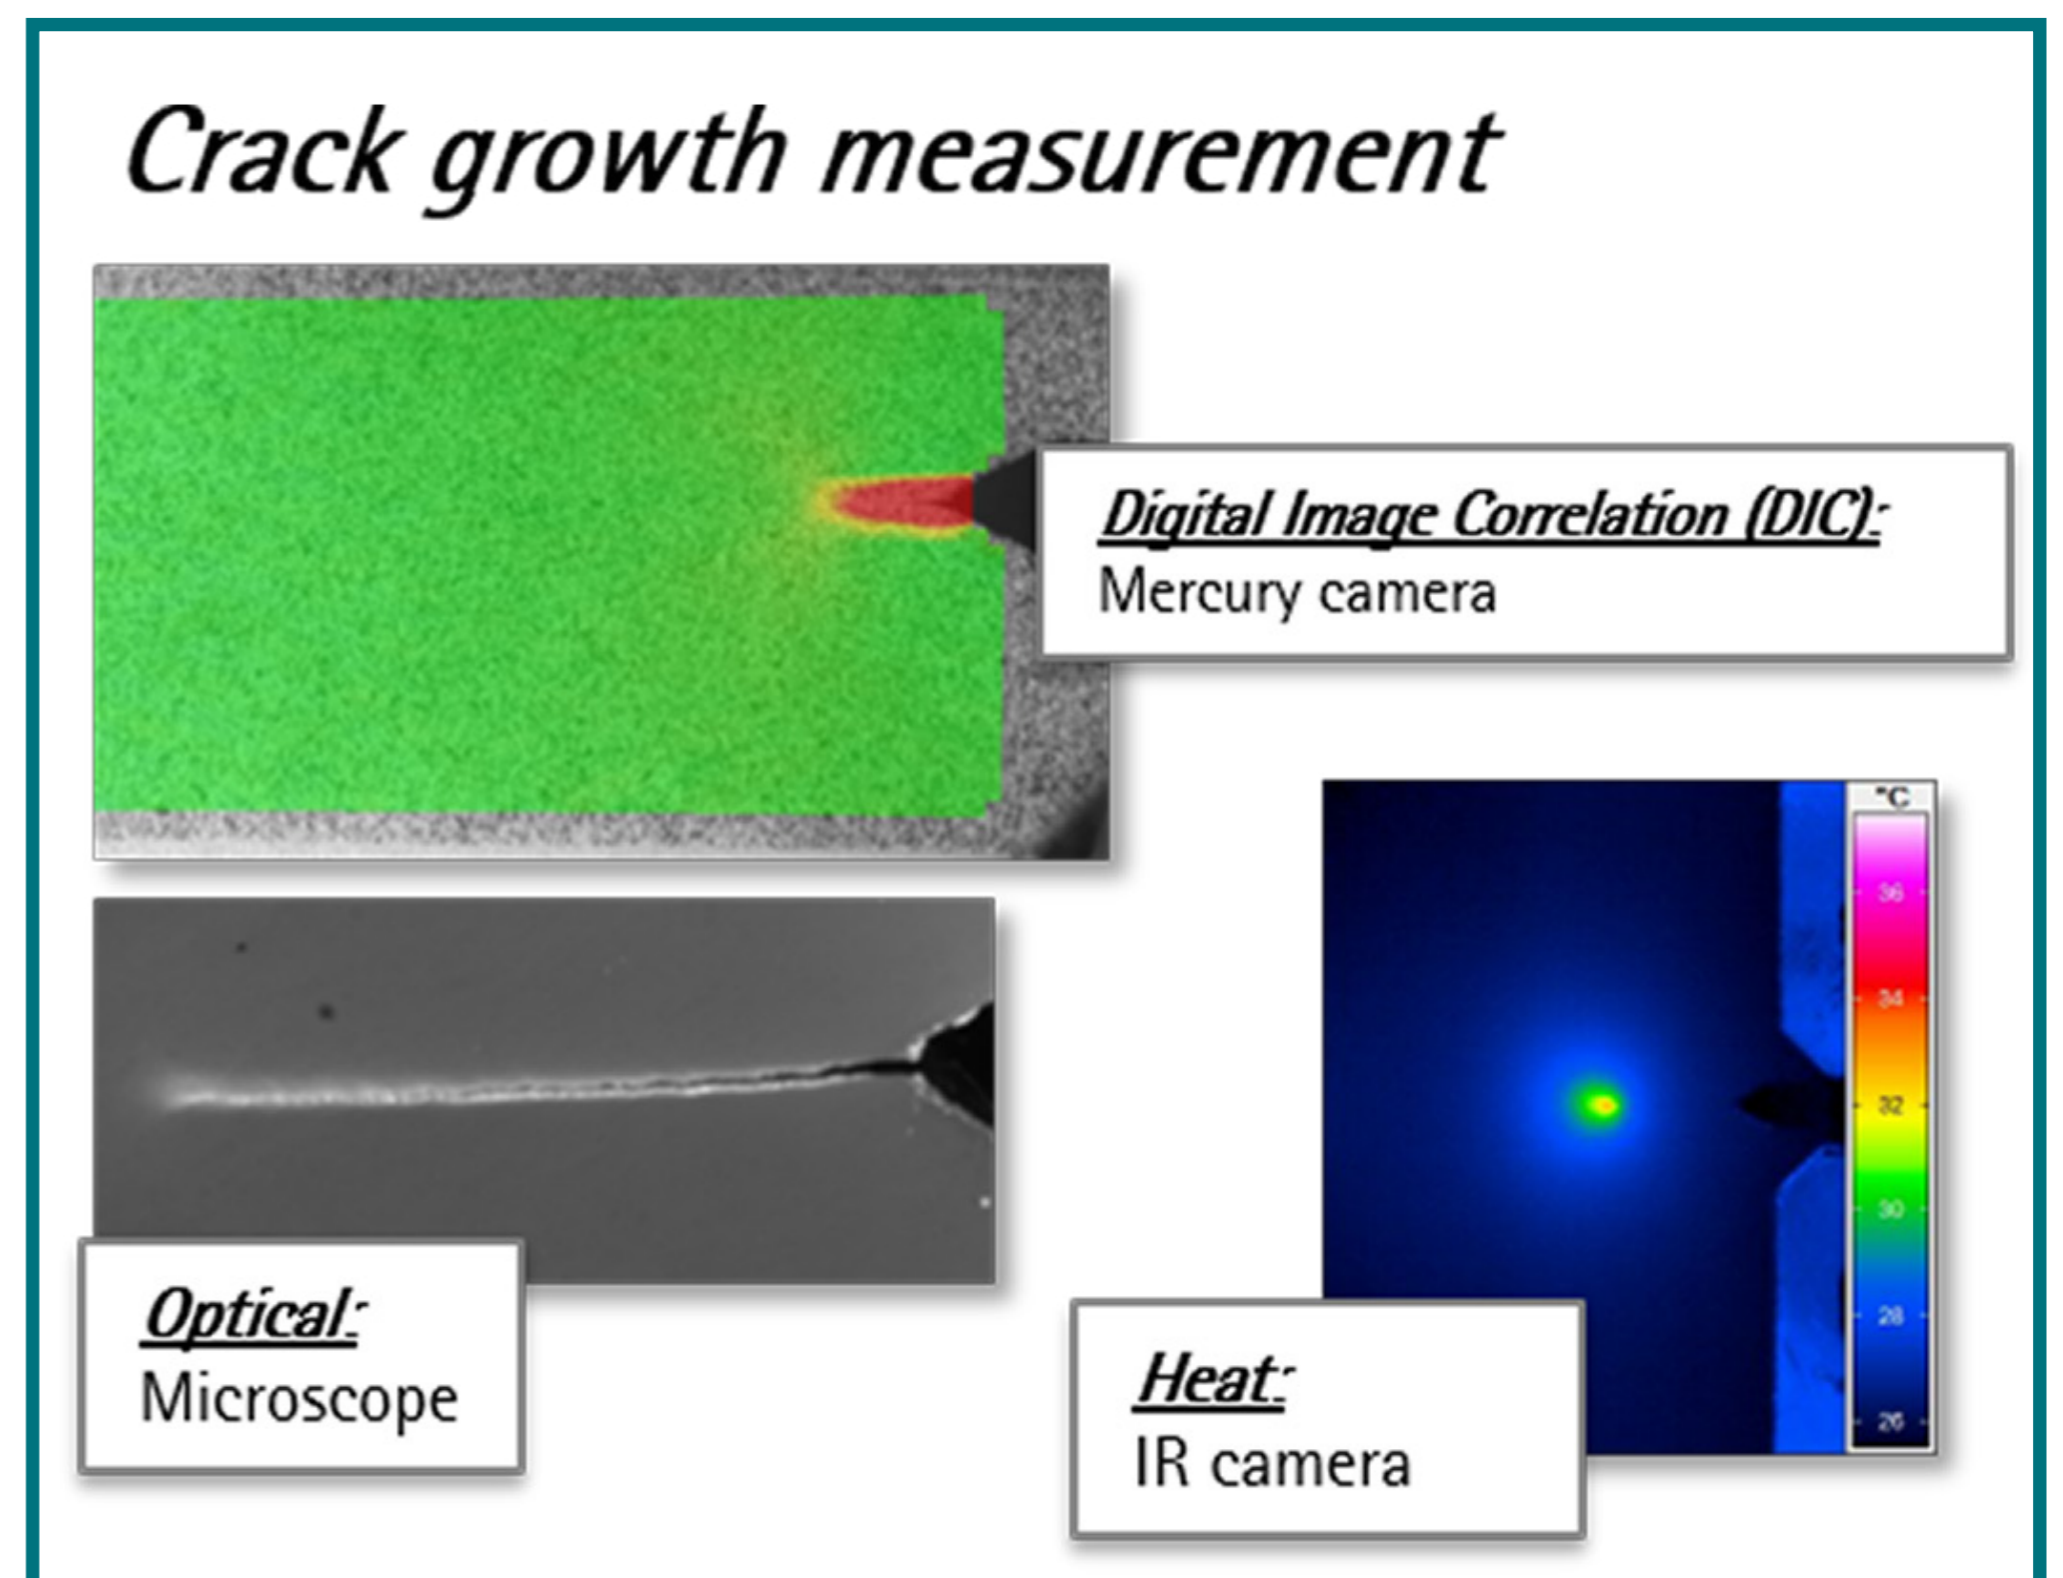 Crack growth measurement
Digital Image Correlation (DIC):
Mercury camera
°C
36
34
32
30
28
26
Optical:
Microscope
Heat:
IR camera